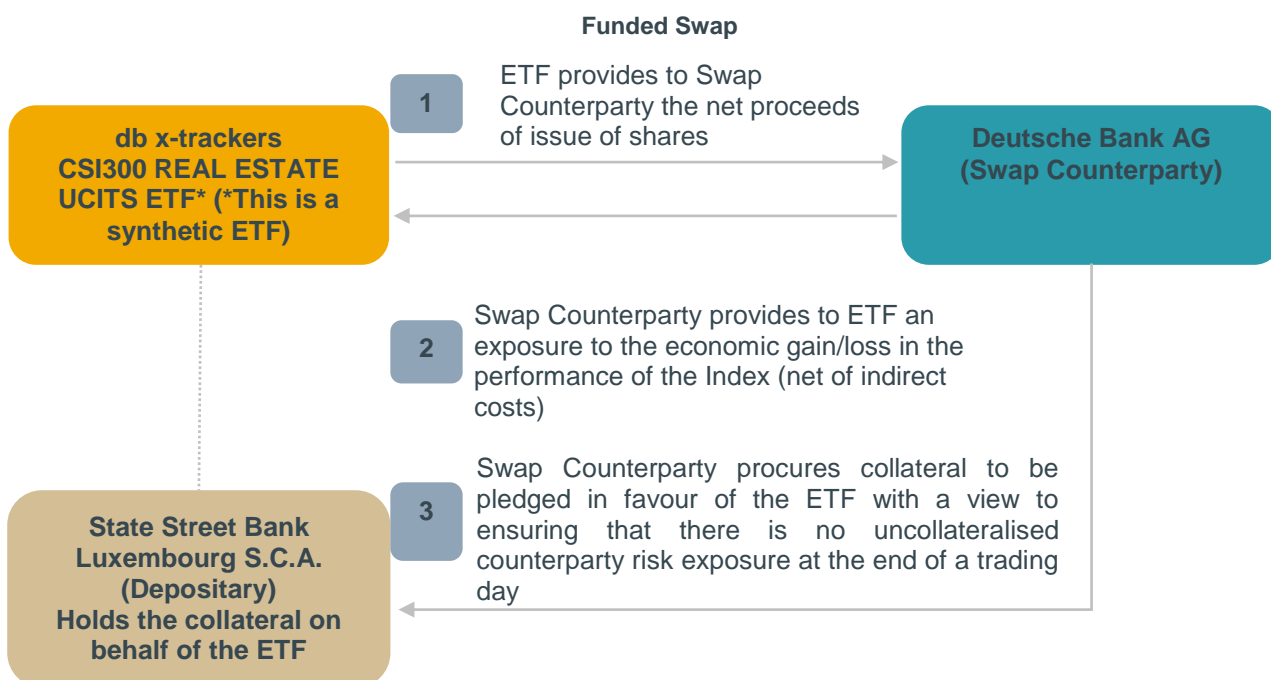 Funded Swap
1
ETF provides to Swap
Counterparty the net proceeds
of issue of shares
db x-trackers
CSI300 REAL ESTATE
UCITS ETF* (*This is a
synthetic ETF)
Deutsche Bank AG
(Swap Counterparty)
2
Swap Counterparty provides to ETF an
exposure to the economic gain/loss in the
performance of the Index (net of indirect
costs)
3
Swap Counterparty procures collateral to be
pledged in favour of the ETF with a view to
ensuring that there is no uncollateralised
counterparty risk exposure at the end of a trading
day
State Street Bank
Luxembourg S.C.A.
(Depositary)
Holds the collateral on
behalf of the ETF